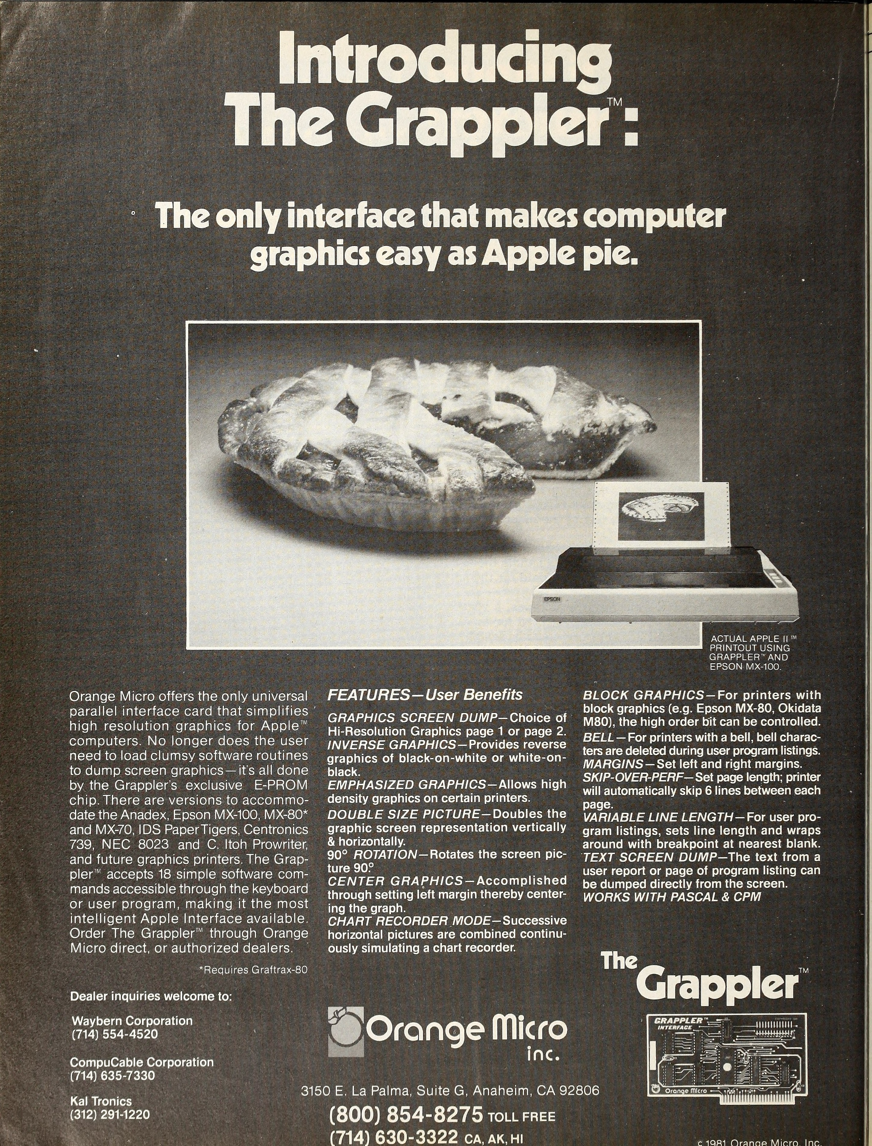 Introducing
The Grappler™:
The only interface that makes computer
graphics easy as Apple pie.
EPSON
ACTUAL APPLE II™
PRINTOUT USING
GRAPPLER™ AND
EPSON MX-100.
Orange Micro offers the only universal
parallel interface card that simplifies
high resolution graphics for Apple™
computers. No longer does the user
need to load clumsy software routines
to dump screen graphics—it's all done
by the Grappler's exclusive E-PROM
chip. There are versions to accommo-
date the Anadex, Epson MX-100, MX-80*
and MX-70, IDS Paper Tigers, Centronics
739, NEC 8023 and C. Itoh Prowriter,
and future graphics printers. The Grap-
pler™ accepts 18 simple software com-
mands accessible through the keyboard
or user program, making it the most
intelligent Apple Interface available.
Order The Grappler™ through Orange
Micro direct, or authorized dealers.
*Requires Graftrax-80
Dealer inquiries welcome to:
Waybern Corporation
(714) 554-4520
CompuCable Corporation
(714) 635-7330
Kal Tronics
(312) 291-1220
FEATURES—User Benefits
GRAPHICS SCREEN DUMP—Choice of
Hi-Resolution Graphics page 1 or page 2.
INVERSE GRAPHICS—Provides reverse
graphics of black-on-white or white-on-
black.
EMPHASIZED GRAPHICS—Allows high
density graphics on certain printers.
DOUBLE SIZE PICTURE—Doubles the
graphic screen representation vertically
& horizontally.
90° ROTATION—Rotates the screen pic-
ture 90°
CENTER GRAPHICS—Accomplished
through setting left margin thereby center-
ing the graph.
CHART RECORDER MODE—Successive
horizontal pictures are combined continu-
ously simulating a chart recorder.
BLOCK GRAPHICS—For printers with
block graphics (e.g. Epson MX-80, Okidata
M80), the high order bit can be controlled.
BELL—For printers with a bell, bell charac-
ters are deleted during user program listings.
MARGINS—Set left and right margins.
SKIP-OVER-PERF—Set page length; printer
will automatically skip 6 lines between each
page.
VARIABLE LINE LENGTH—For user pro-
gram listings, sets line length and wraps
around with breakpoint at nearest blank.
TEXT SCREEN DUMP—The text from a
user report or page of program listing can
be dumped directly from the screen.
WORKS WITH PASCAL & CPM
The
Grappler™
GRAPPLER™
INTERFACE
Orange Micro
Orange Micro
inc.
3150 E. La Palma, Suite G, Anaheim, CA 92806
(800) 854-8275 TOLL FREE
(714) 630-3322 CA, AK, HI
c 1981 Orange Micro, Inc.